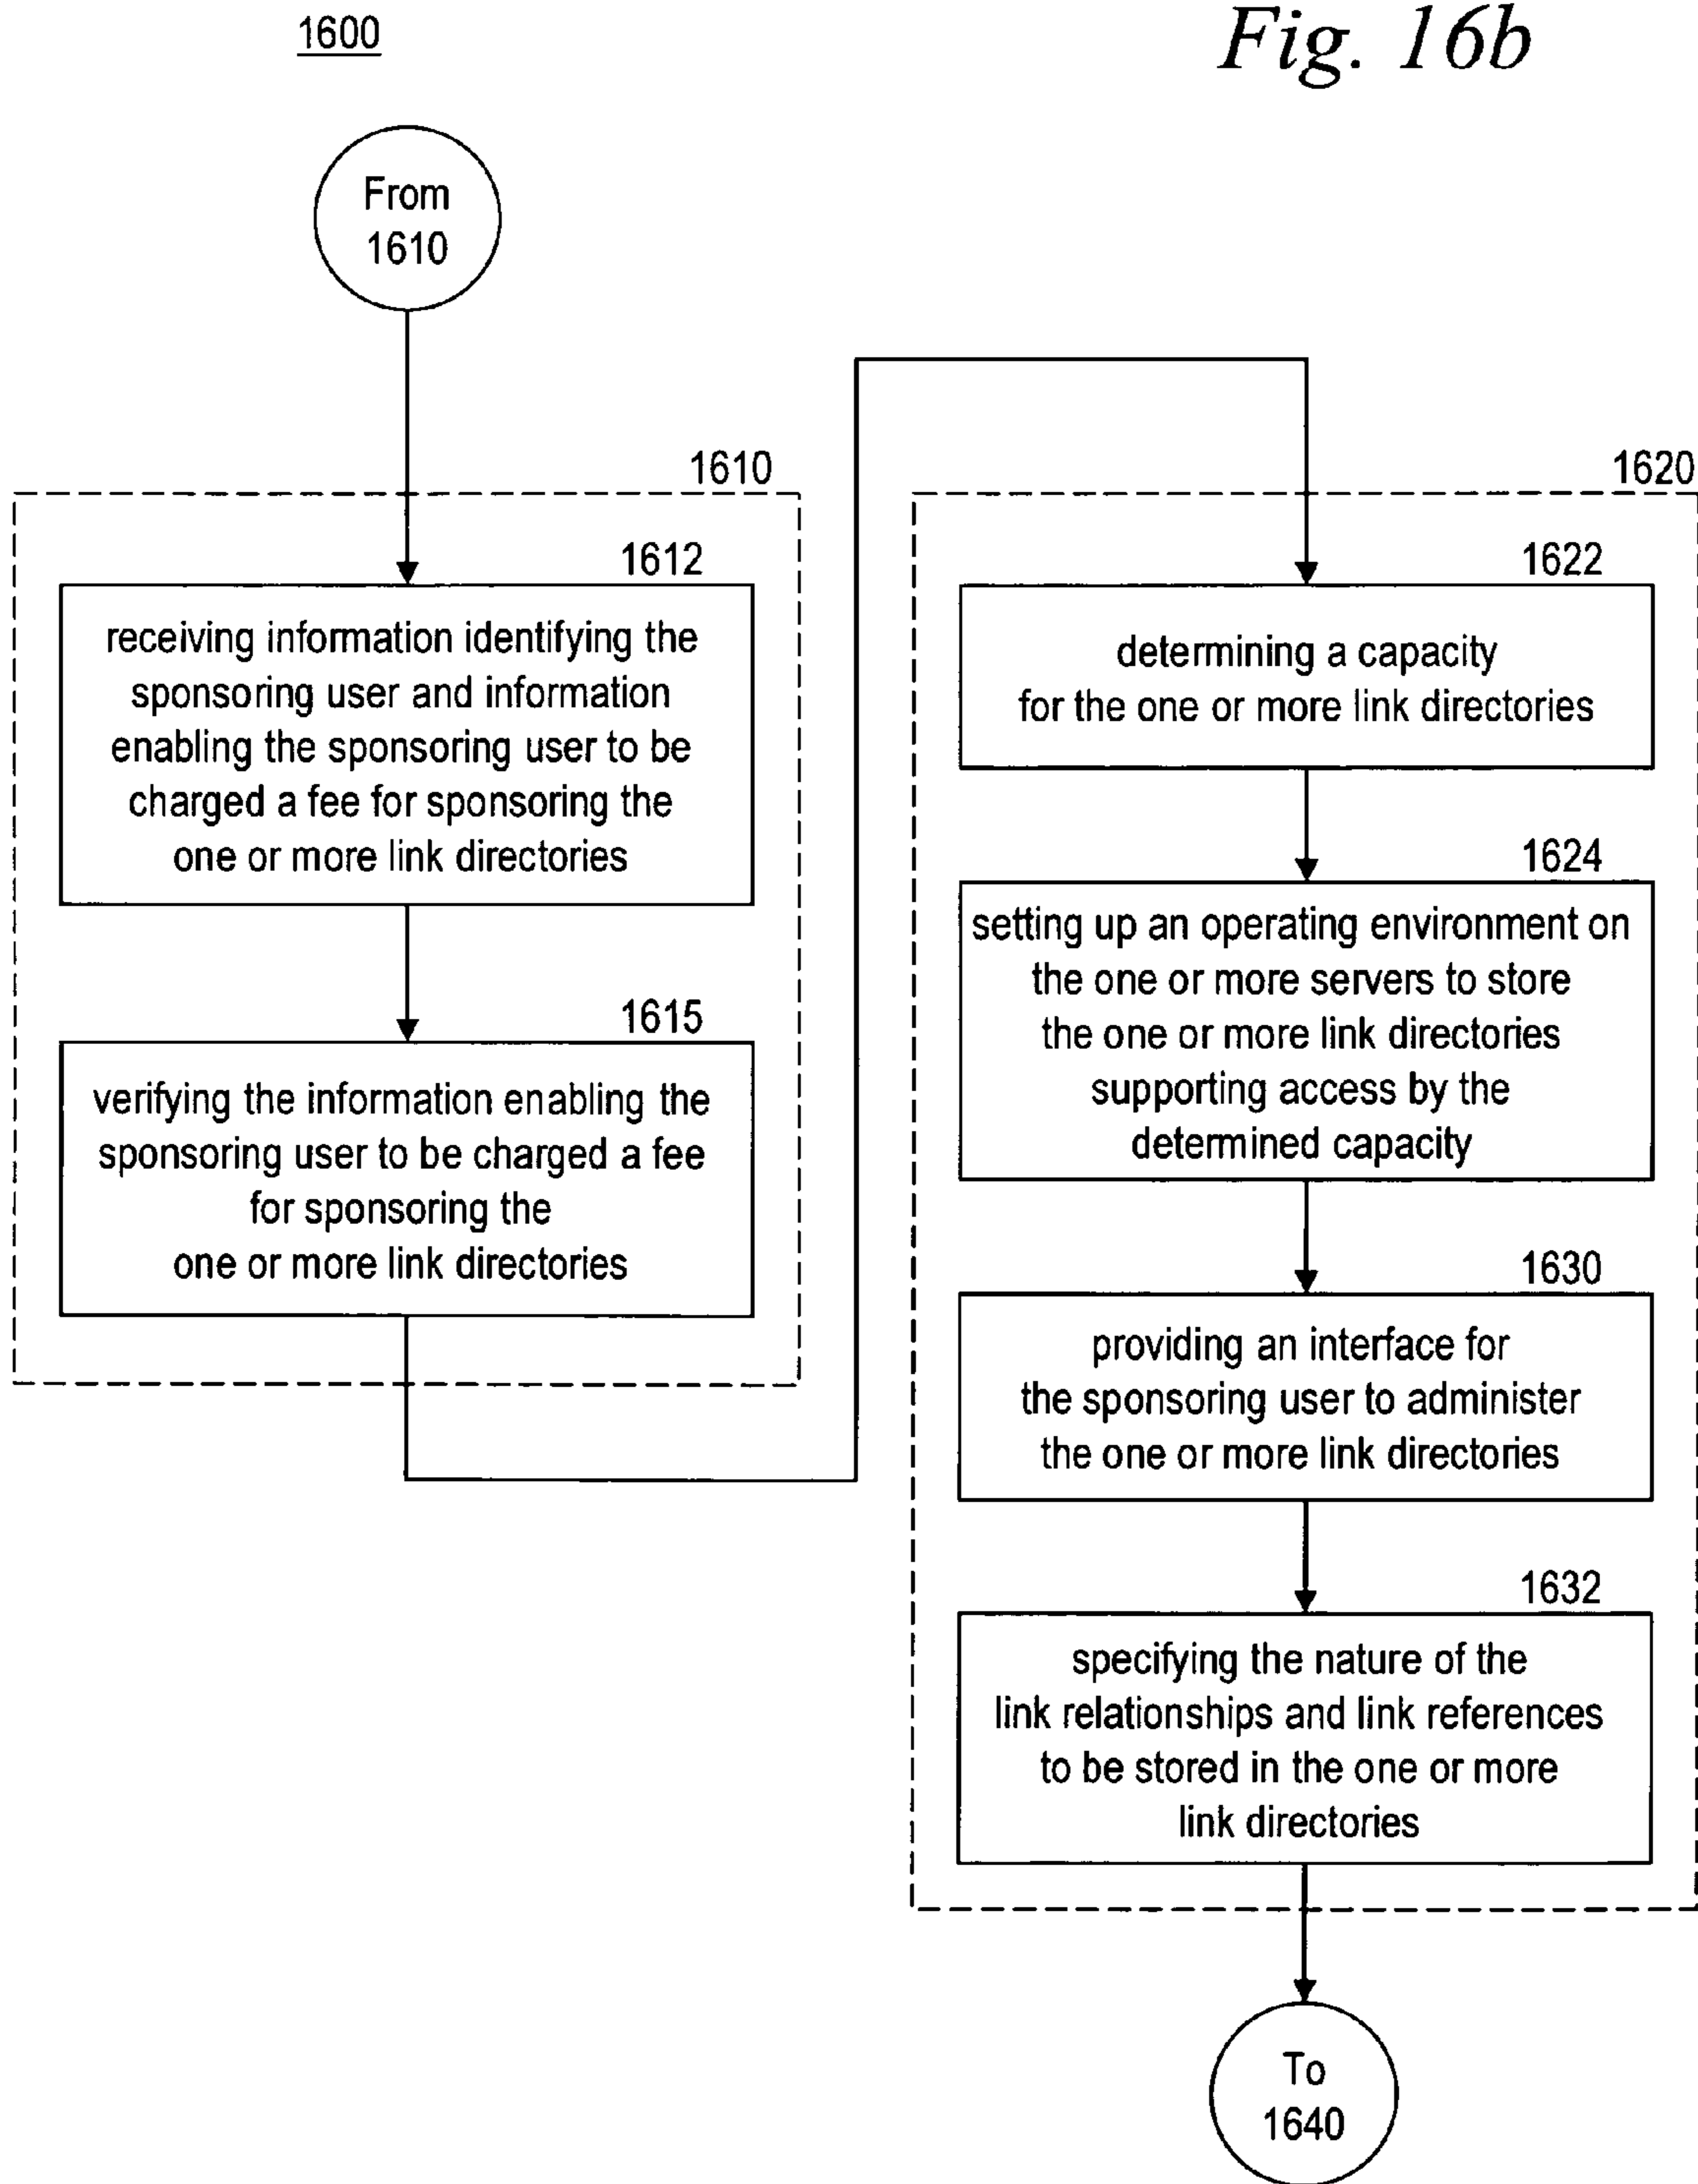 1600
Fig. 16b
From
1610
1610
1612
receiving information identifying the
sponsoring user and information
enabling the sponsoring user to be
charged a fee for sponsoring the
one or more link directories
1615
verifying the information enabling the
sponsoring user to be charged a fee
for sponsoring the
one or more link directories
1620
1622
determining a capacity
for the one or more link directories
1624
setting up an operating environment on
the one or more servers to store
the one or more link directories
supporting access by the
determined capacity
1630
providing an interface for
the sponsoring user to administer
the one or more link directories
1632
specifying the nature of the
link relationships and link references
to be stored in the one or more
link directories
To
1640